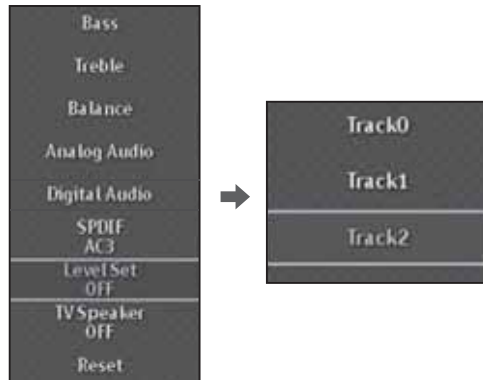 Bass
Treble
Balance
Analog Audio
Digital Audio
SPDIF
AC3
Level Set
OFF
TV Speaker
OFF
Reset
Track0
Track1
Track2